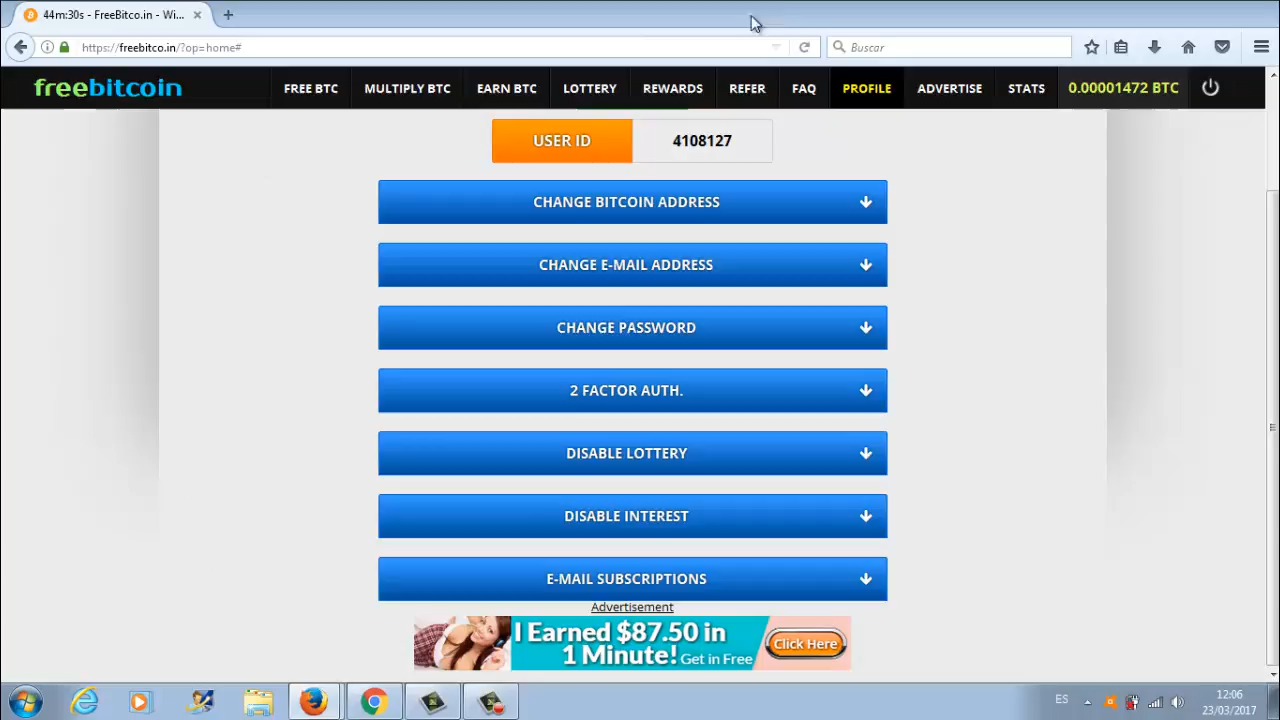 44m:30s - FreeBitco.in - Wi...
https://freebitco.in/?op=home#
Buscar
freebitcoin
FREE BTC
MULTIPLY BTC
EARN BTC
LOTTERY
REWARDS
REFER
FAQ
PROFILE
ADVERTISE
STATS
0.00001472 BTC
USER ID
4108127
CHANGE BITCOIN ADDRESS
CHANGE E-MAIL ADDRESS
CHANGE PASSWORD
2 FACTOR AUTH.
DISABLE LOTTERY
DISABLE INTEREST
E-MAIL SUBSCRIPTIONS
Advertisement
I Earned $87.50 in
1 Minute! Get in Free
Click Here
ES
12:06
23/03/2017